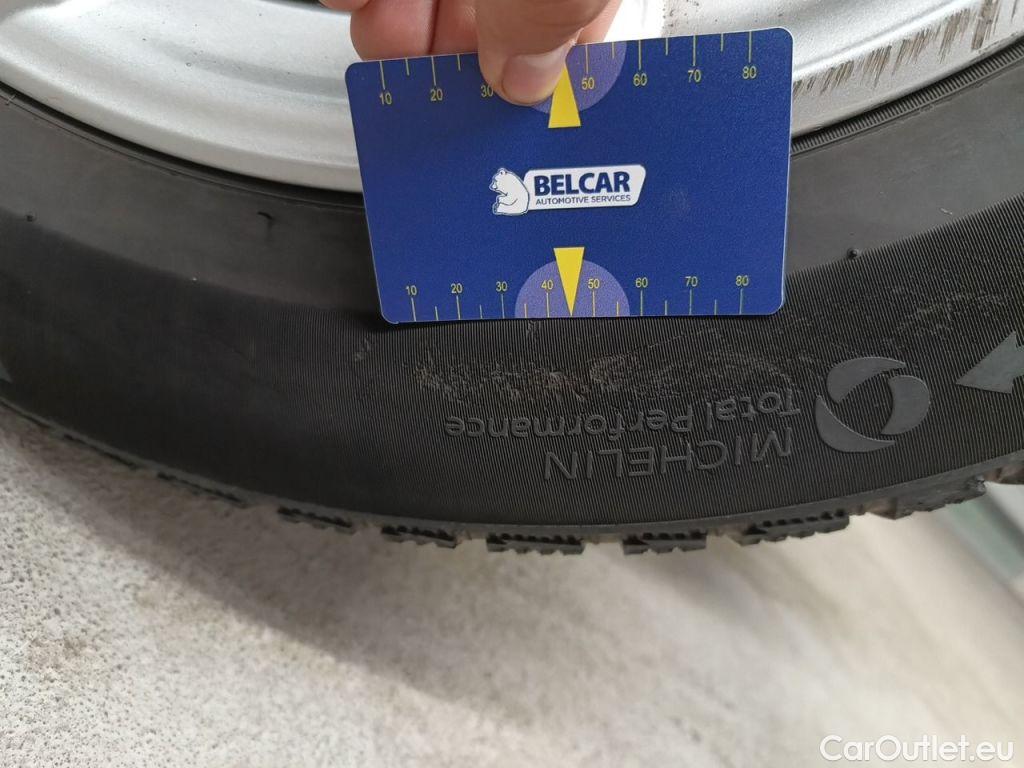 10 20 30 50 60 70 80
BELCAR
AUTOMOTIVE SERVICES
10 20 30 40 50 60 70 80
MICHELIN
Total Performance
CarOutlet.eu